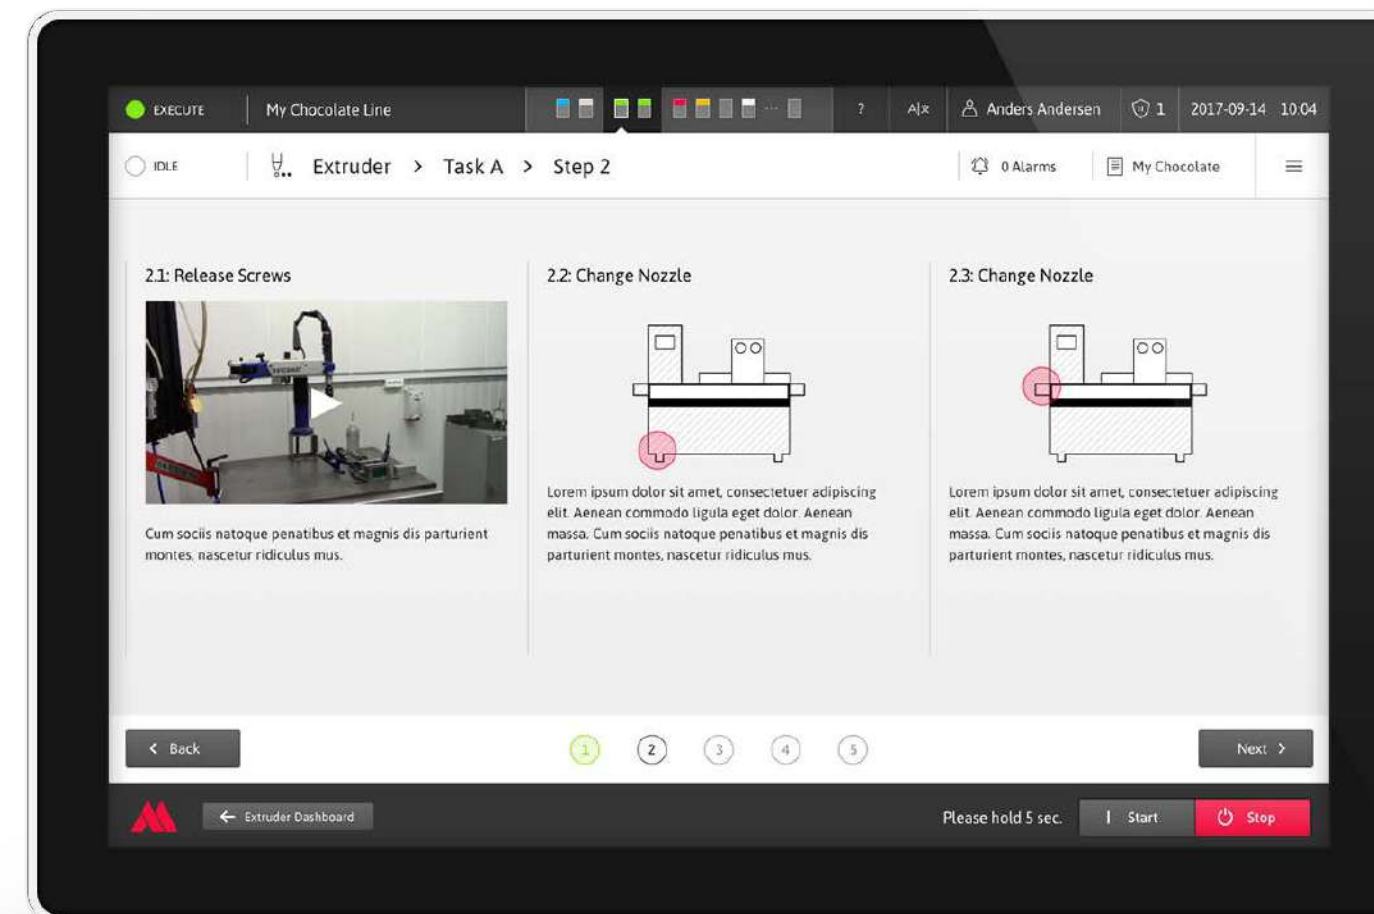 EXECUTE
My Chocolate Line
?
Anders Andersen
1
2017-09-14 10:04
IDLE
Extruder > Task A > Step 2
0 Alarms
My Chocolate
2.1: Release Screws
Cum sociis natoque penatibus et magnis dis parturient
montes, nascetur ridiculus mus.
2.2: Change Nozzle
Lorem ipsum dolor sit amet, consectetuer adipiscing
elit. Aenean commodo ligula eget dolor. Aenean
massa. Cum sociis natoque penatibus et magnis dis
parturient montes, nascetur ridiculus mus.
2.3: Change Nozzle
Lorem ipsum dolor sit amet, consectetuer adipiscing
elit. Aenean commodo ligula eget dolor. Aenean
massa. Cum sociis natoque penatibus et magnis dis
parturient montes, nascetur ridiculus mus.
< Back
1 2 3 4 5
Next >
← Extruder Dashboard
Please hold 5 sec.
Start
Stop